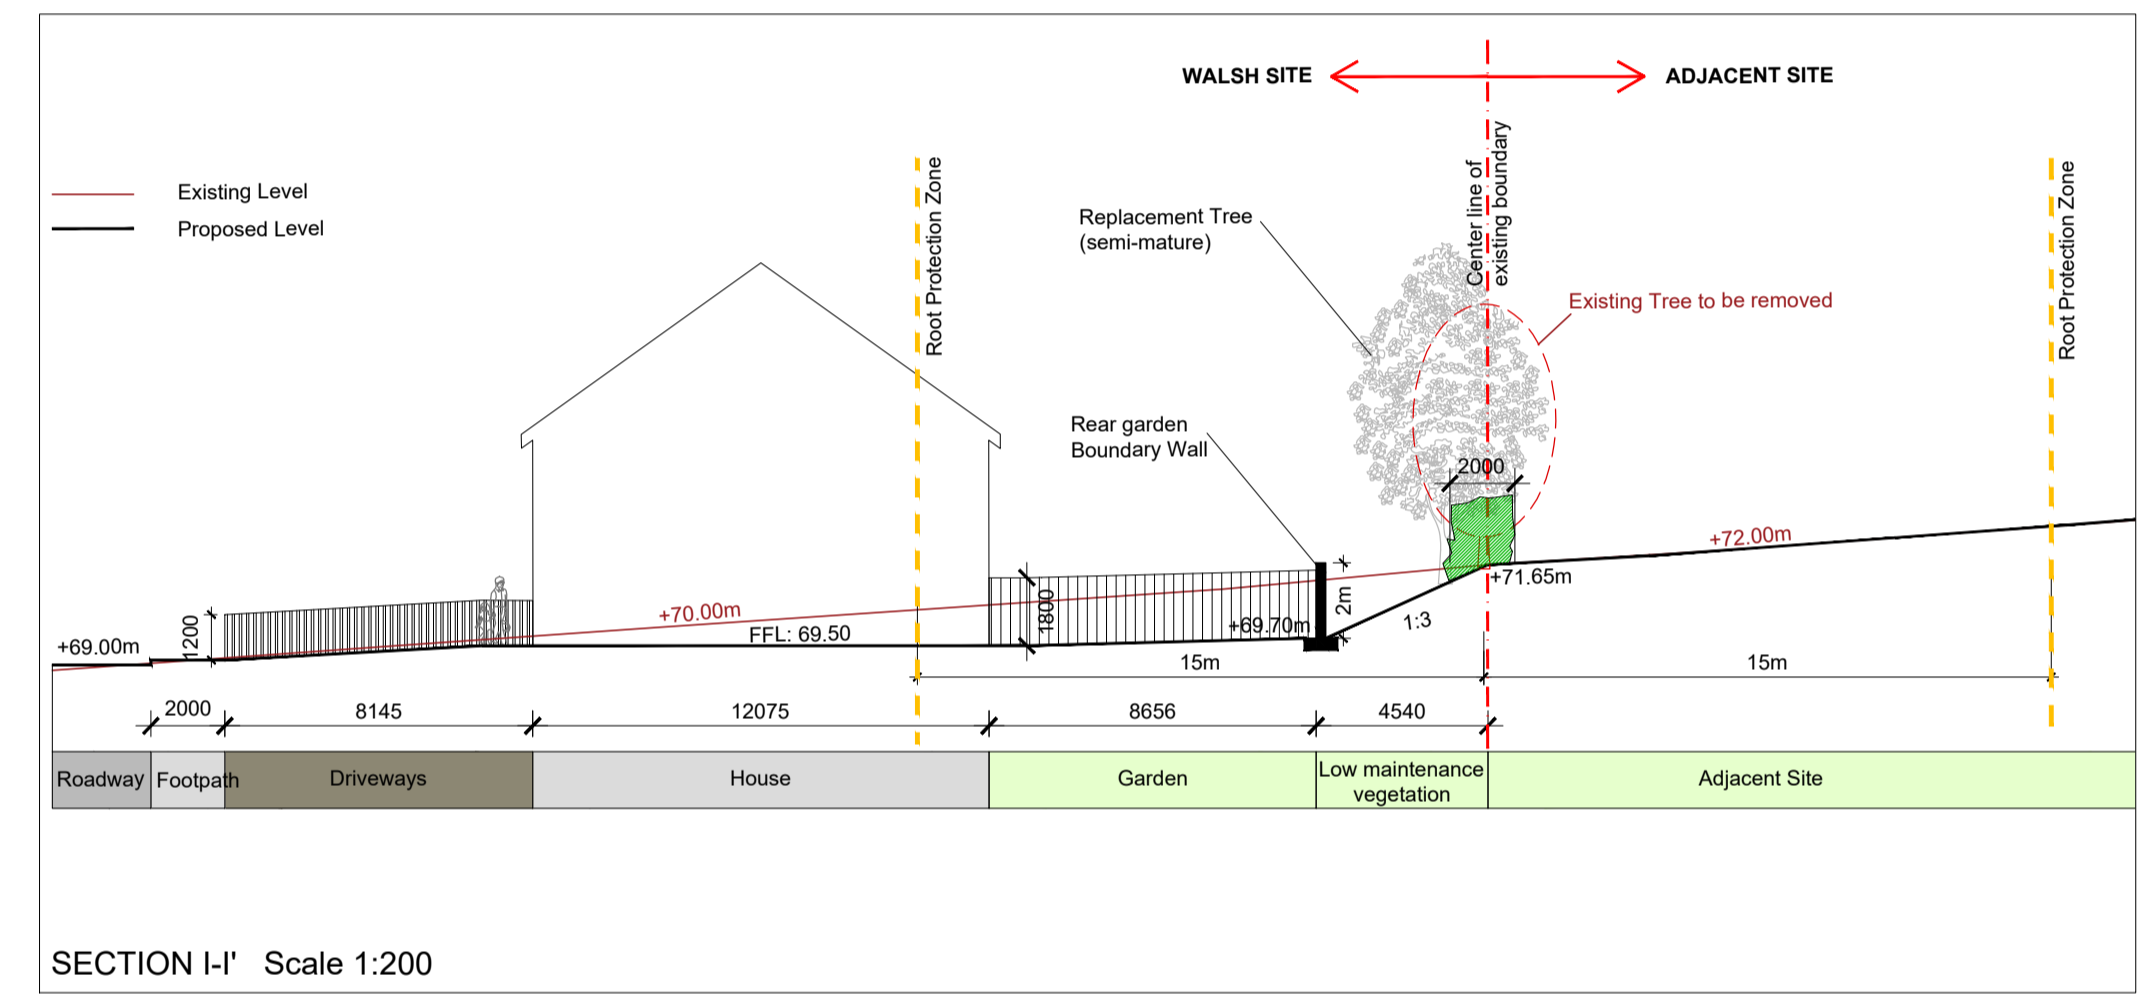 WALSH SITE
ADJACENT SITE
Center line of
existing boundary
Root Protection Zone
Root Protection Zone
Existing Level
Proposed Level
Replacement Tree
(semi-mature)
Existing Tree to be removed
Rear garden
Boundary Wall
2000
+72.00m
+71.65m
1800
2m
1:3
+70.00m
+69.70m
FFL: 69.50
1200
+69.00m
15m
15m
2000
8145
12075
8656
4540
Roadway
Footpath
Driveways
House
Garden
Low maintenance
vegetation
Adjacent Site
SECTION I-I' Scale 1:200